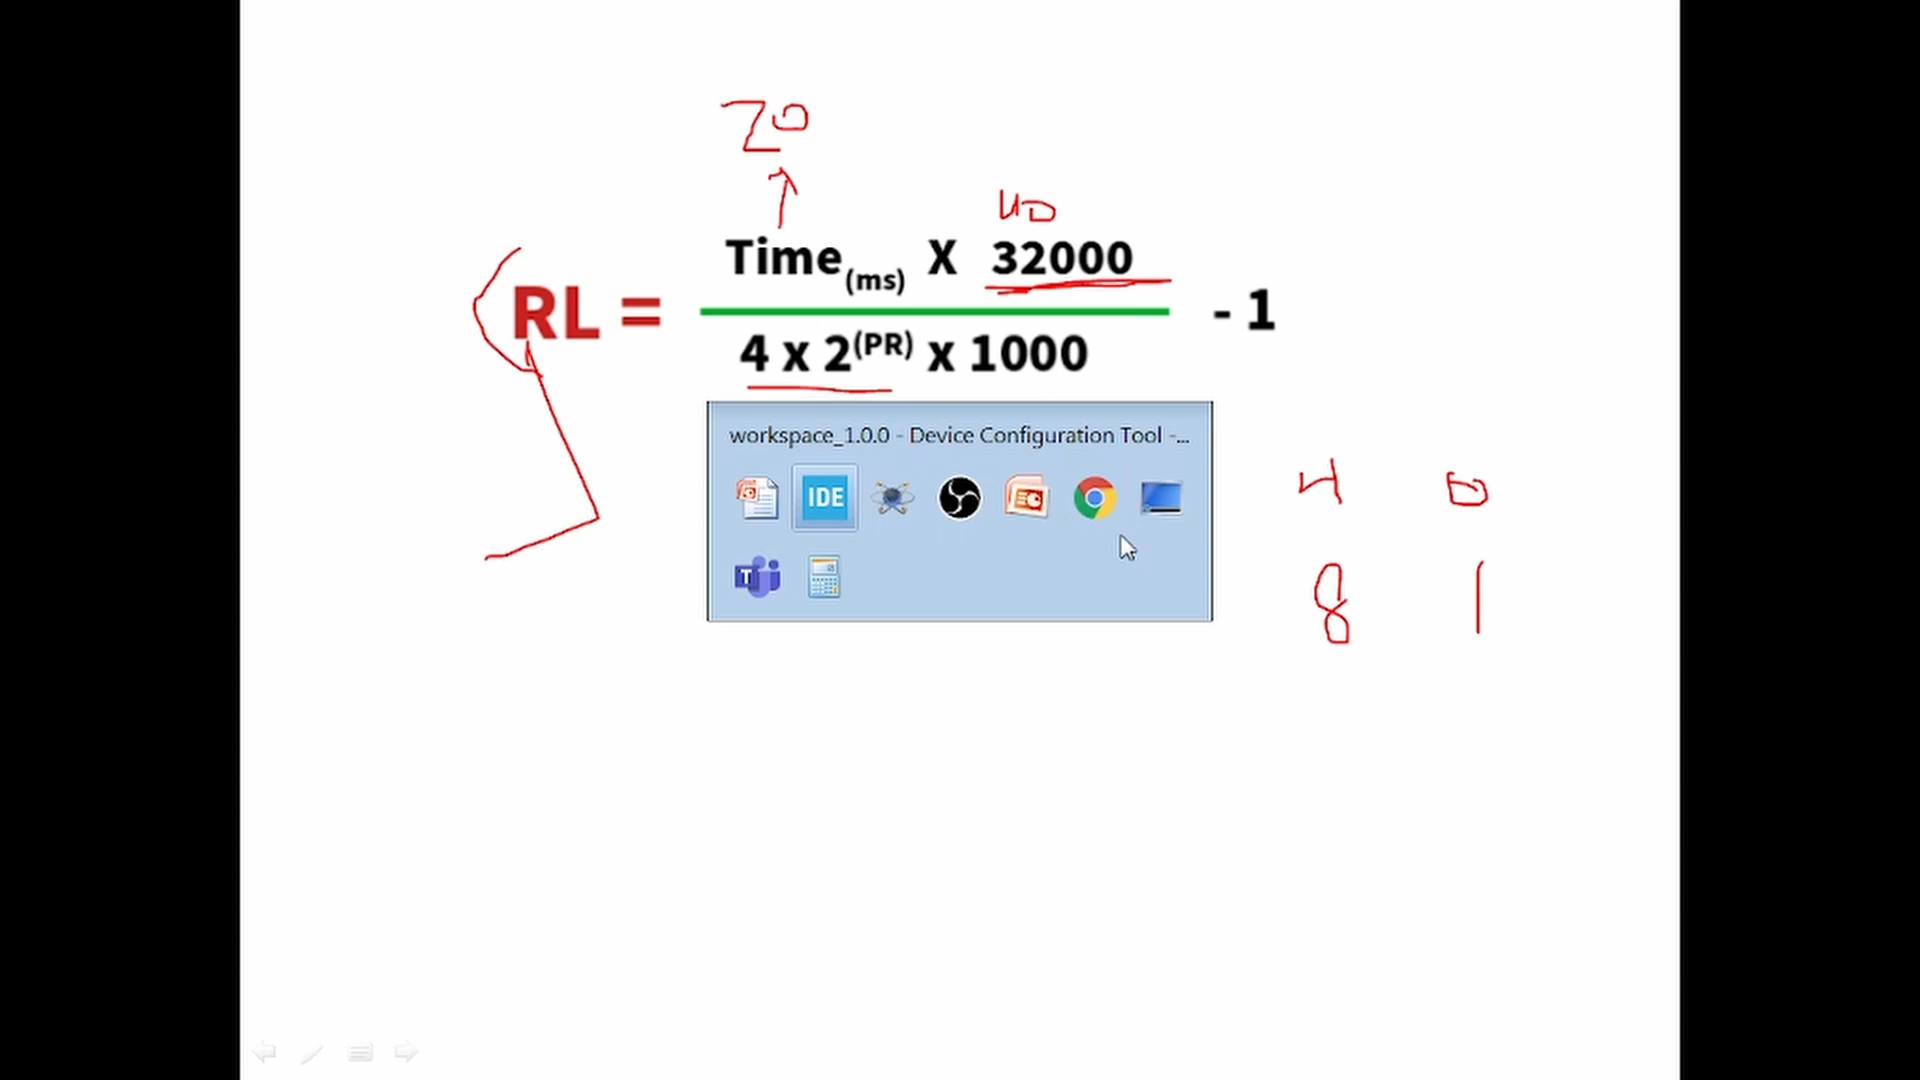 20
40
Time(ms) X 32000
RL = - 1
4 x 2(PR) x 1000
workspace_1.0.0 - Device Configuration Tool -...
IDE
T
4 0
8 1